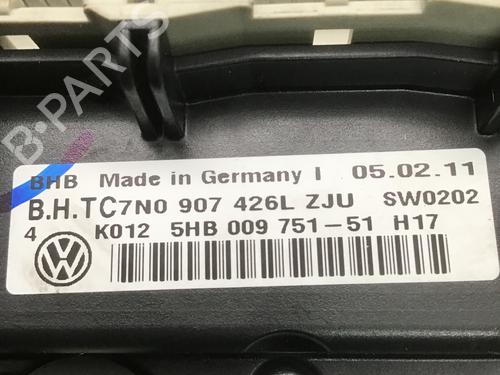 B-PARTS
BHB Made in Germany I 05.02.11
B.H.TC7N0 907 426L ZJU SW0202
4 K012 5HB 009 751-51 H17